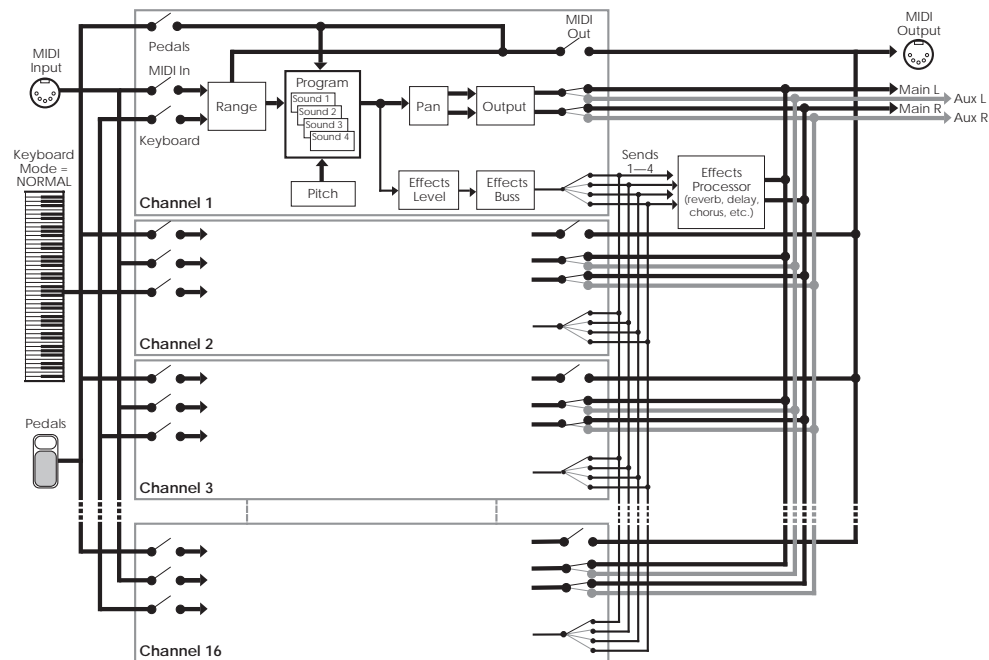 MIDI
Out
MIDI
Output
Pedals
MIDI
Input
MIDI In
Range
Program
Sound 1
Sound 2
Sound 3
Sound 4
Pan
Output
Main L
Aux L
Main R
Aux R
Keyboard
Keyboard
Mode =
NORMAL
Pitch
Effects
Level
Effects
Buss
Sends
1—4
Effects
Processor
(reverb, delay,
chorus, etc.)
Channel 1
Channel 2
Pedals
Channel 3
Channel 16